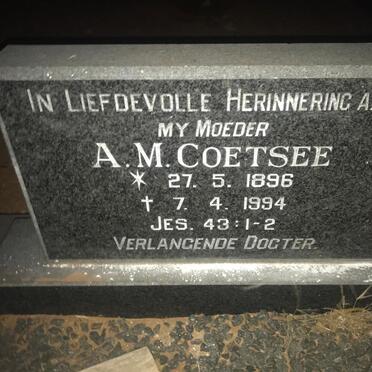 IN LIEFDEVOLLE HERINNERING A
MY MOEDER
A.M. COETSEE
* 27. 5. 1896
† 7. 4. 1994
JES. 43:1-2
VERLANGENDE DOGTER.